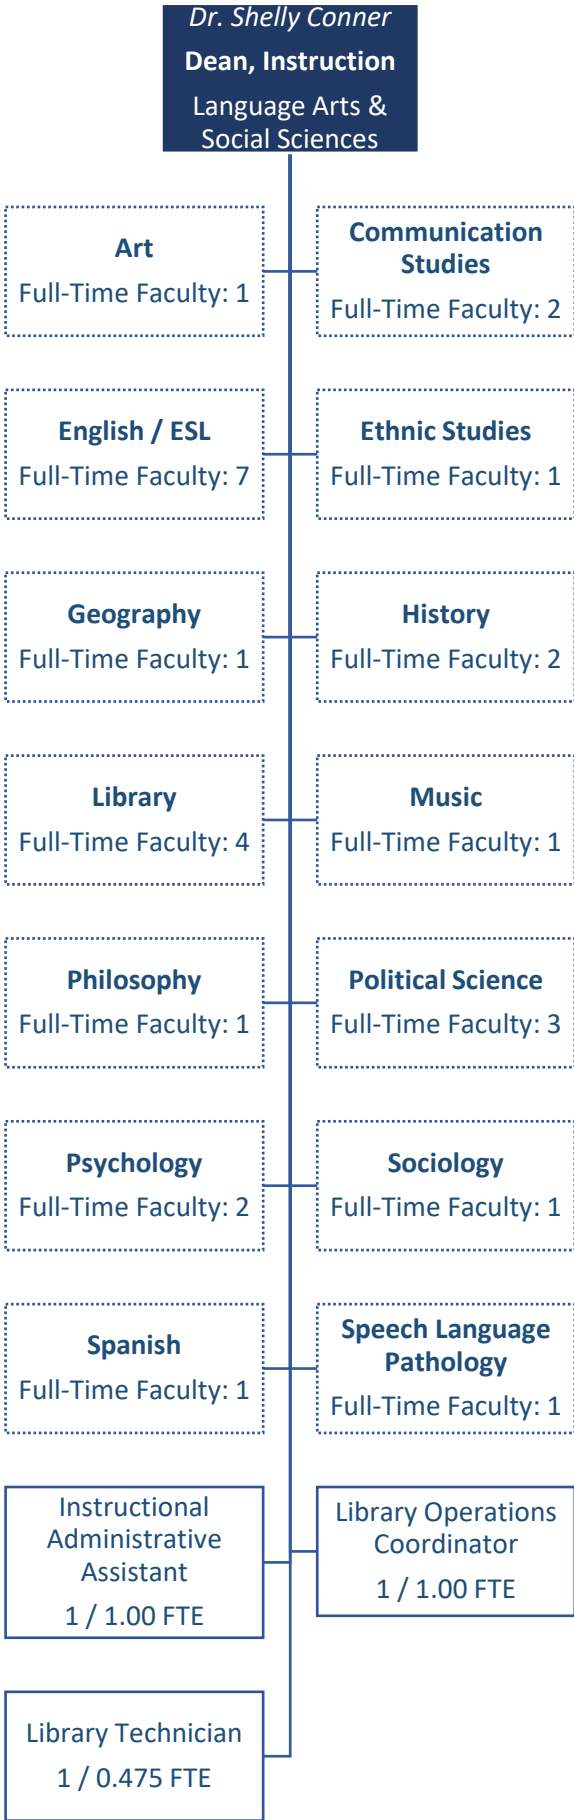 Dr. Shelly Conner
Dean, Instruction
Language Arts &
Social Sciences
Art
Full-Time Faculty: 1
Communication
Studies
Full-Time Faculty: 2
English / ESL
Full-Time Faculty: 7
Ethnic Studies
Full-Time Faculty: 1
Geography
Full-Time Faculty: 1
History
Full-Time Faculty: 2
Library
Full-Time Faculty: 4
Music
Full-Time Faculty: 1
Philosophy
Full-Time Faculty: 1
Political Science
Full-Time Faculty: 3
Psychology
Full-Time Faculty: 2
Sociology
Full-Time Faculty: 1
Spanish
Full-Time Faculty: 1
Speech Language
Pathology
Full-Time Faculty: 1
Instructional
Administrative
Assistant
1 / 1.00 FTE
Library Operations
Coordinator
1 / 1.00 FTE
Library Technician
1 / 0.475 FTE